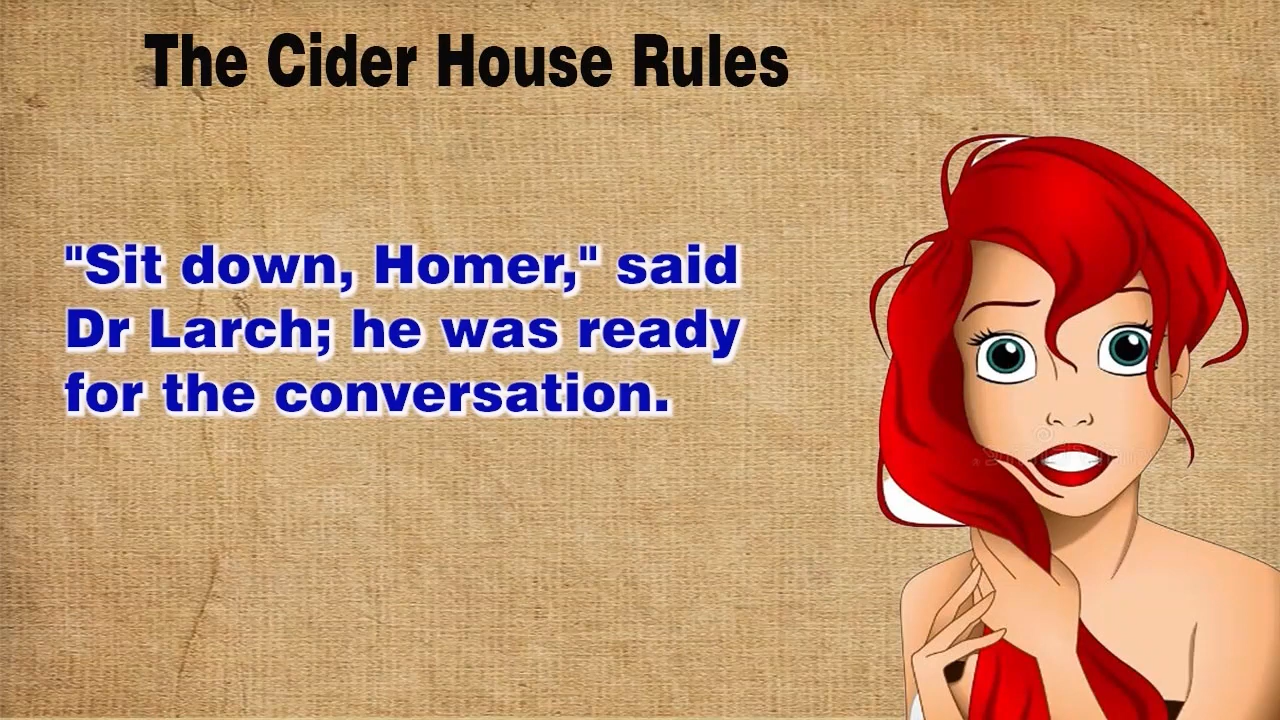 The Cider House Rules
"Sit down, Homer," said
Dr Larch; he was ready
for the conversation.